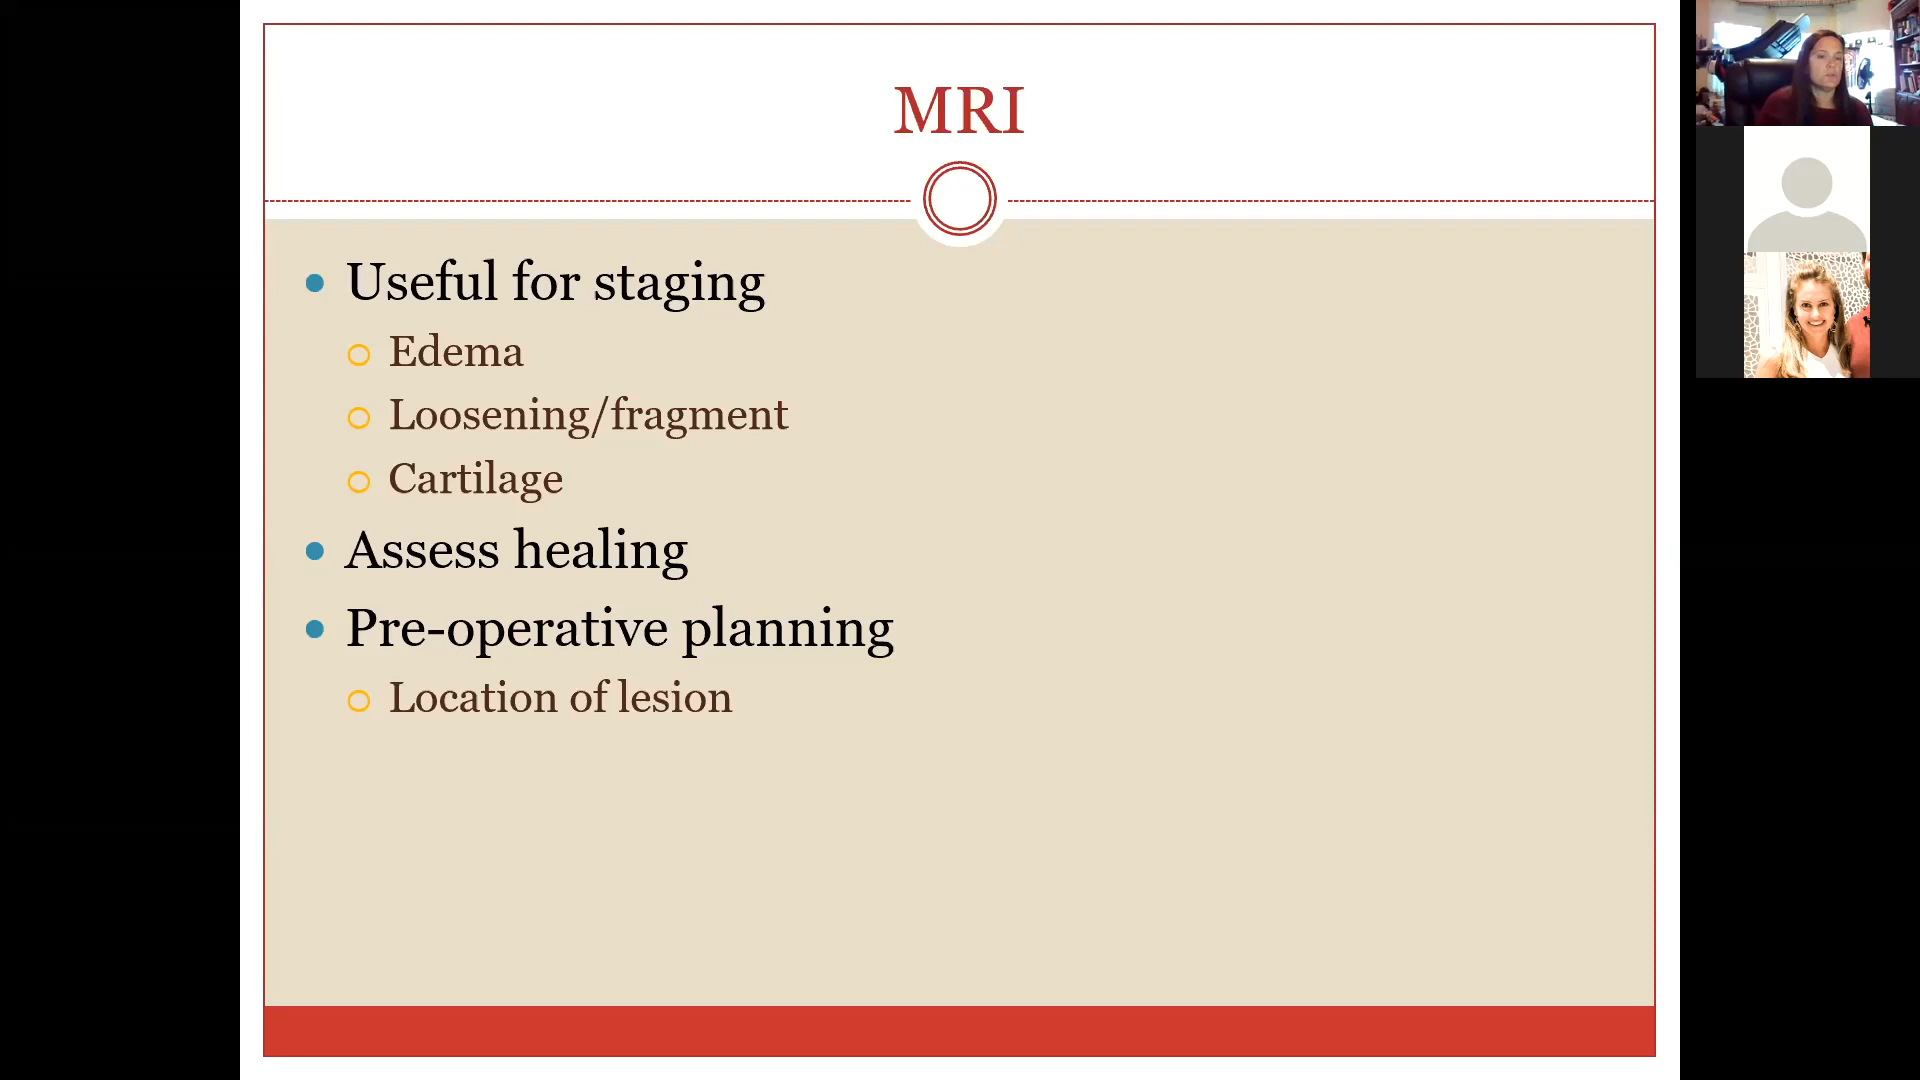 MRI
Useful for staging
Edema
Loosening/fragment
Cartilage
Assess healing
Pre-operative planning
Location of lesion